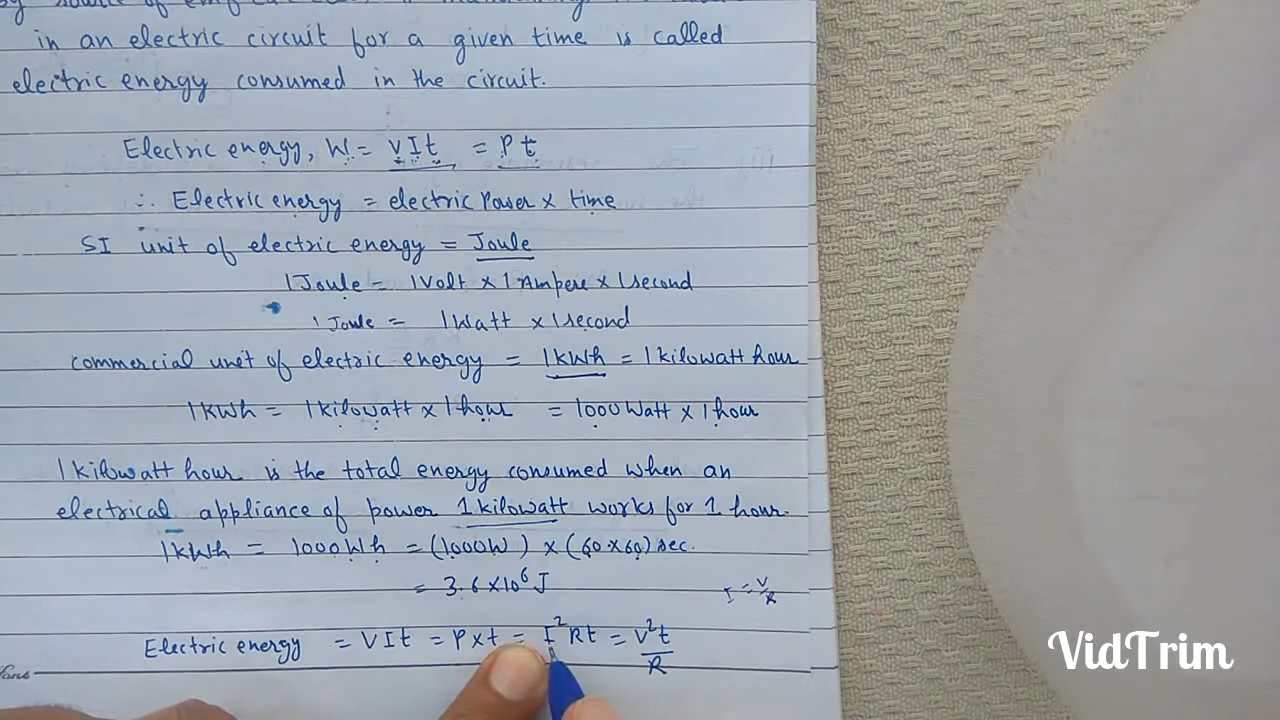 source of emf
in an electric circuit for a given time is called
electric energy consumed in the circuit.
Electric energy, W = VIt = Pt
∴ Electric energy = electric Power × time
SI unit of electric energy = Joule
1 Joule = 1 Volt × 1 Ampere × 1 second
1 Joule = 1 Watt × 1 second
commercial unit of electric energy = 1 kWh = 1 kilowatt hour
1 kWh = 1 kilowatt × 1 hour = 1000 Watt × 1 hour
1 kilowatt hour is the total energy consumed when an
electrical appliance of power 1 kilowatt works for 1 hour.
1 kWh = 1000 Wh = (1000W) × (60×60) sec.
= 3.6 × 10⁶ J
I = V/R
Electric energy = VIt = P×t = I²Rt = V²t/R
VidTrim